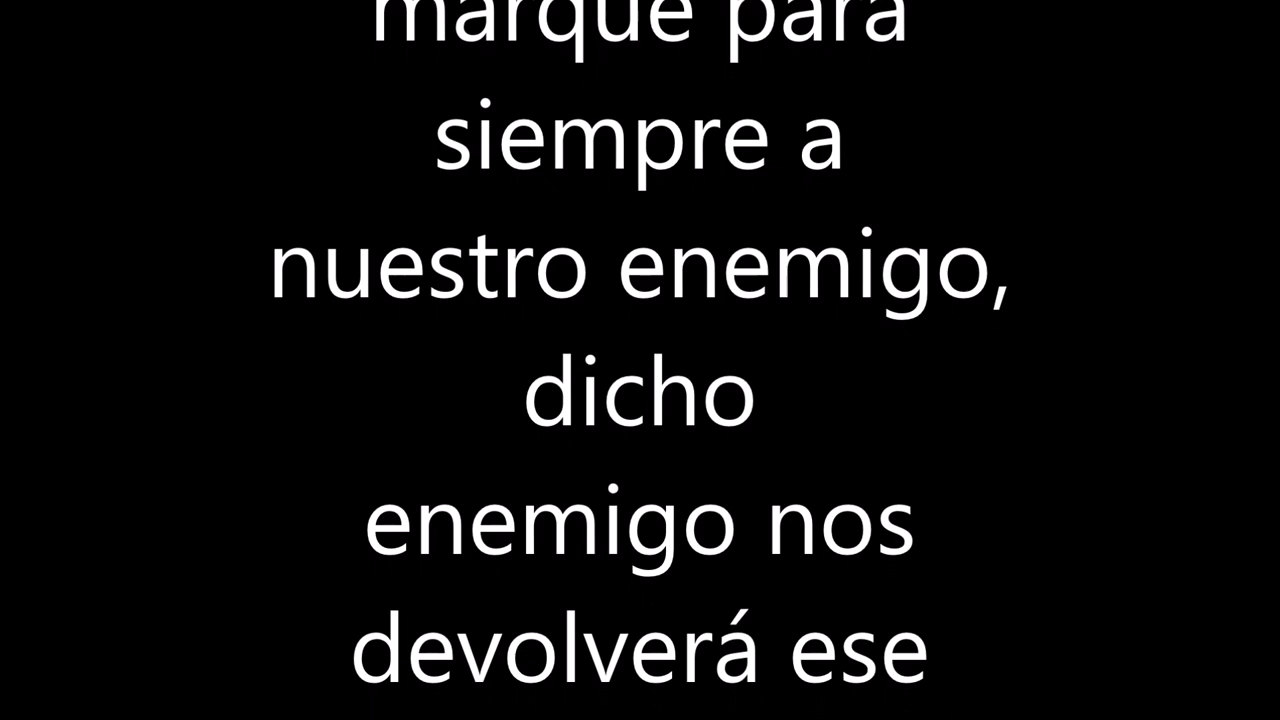 marque para
siempre a
nuestro enemigo,
dicho
enemigo nos
devolverá ese